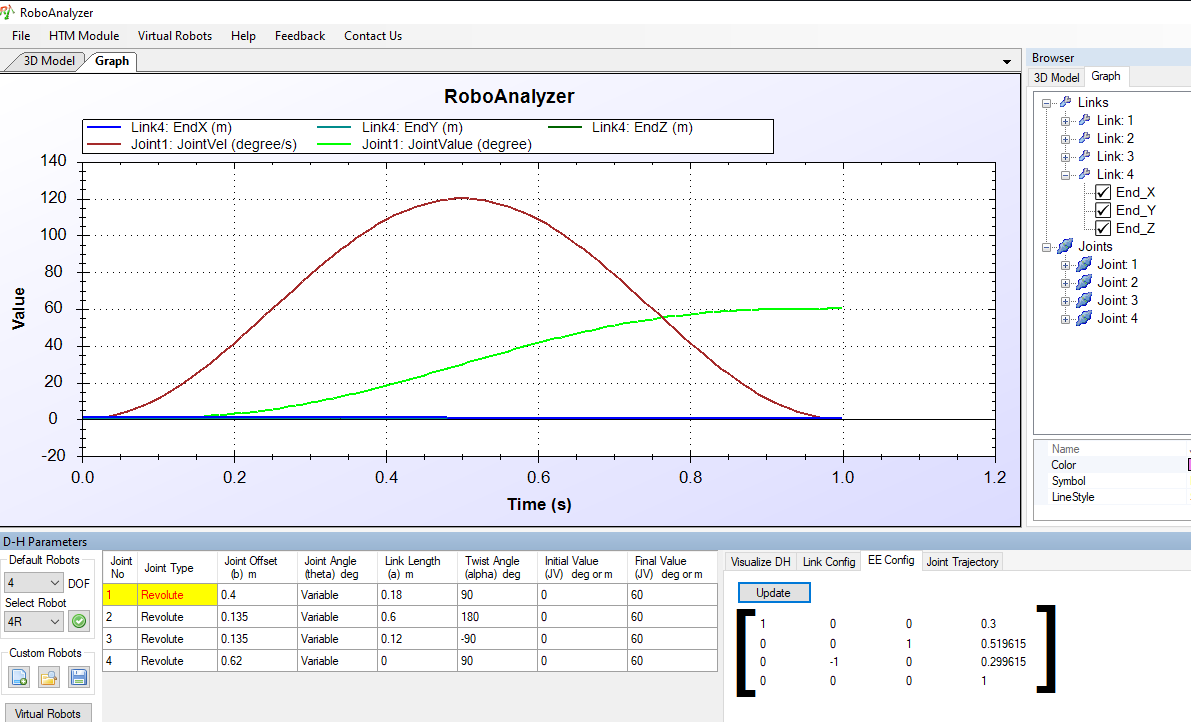 RoboAnalyzer
File HTM Module Virtual Robots Help Feedback Contact Us
3D Model Graph
Browser
3D Model Graph
RoboAnalyzer
Link4: EndX (m) Link4: EndY (m) Link4: EndZ (m)
Joint1: JointVel (degree/s) Joint1: JointValue (degree)
140
120
100
80
60
40
20
0
-20
Value
0.0 0.2 0.4 0.6 0.8 1.0 1.2
Time (s)
Links
Link: 1
Link: 2
Link: 3
Link: 4
End_X
End_Y
End_Z
Joints
Joint: 1
Joint: 2
Joint: 3
Joint: 4
Name
Color
Symbol
LineStyle
D-H Parameters
Default Robots
4 DOF
Select Robot
4R
Custom Robots
Virtual Robots
Joint No Joint Type Joint Offset (b) m Joint Angle (theta) deg Link Length (a) m Twist Angle (alpha) deg Initial Value (JV) deg or m Final Value (JV) deg or m
1 Revolute 0.4 Variable 0.18 90 0 60
2 Revolute 0.135 Variable 0.6 180 0 60
3 Revolute 0.135 Variable 0.12 -90 0 60
4 Revolute 0.62 Variable 0 90 0 60
Visualize DH Link Config EE Config Joint Trajectory
Update
1 0 0 0.3
0 0 1 0.519615
0 -1 0 0.299615
0 0 0 1